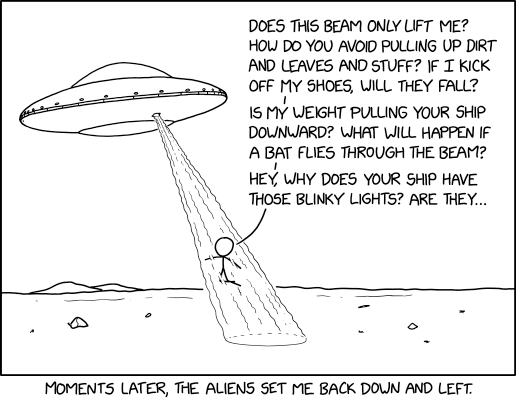 DOES THIS BEAM ONLY LIFT ME?
HOW DO YOU AVOID PULLING UP DIRT
AND LEAVES AND STUFF? IF I KICK
OFF MY SHOES, WILL THEY FALL?
IS MY WEIGHT PULLING YOUR SHIP
DOWNWARD? WHAT WILL HAPPEN IF
A BAT FLIES THROUGH THE BEAM?
HEY, WHY DOES YOUR SHIP HAVE
THOSE BLINKY LIGHTS? ARE THEY...
MOMENTS LATER, THE ALIENS SET ME BACK DOWN AND LEFT.